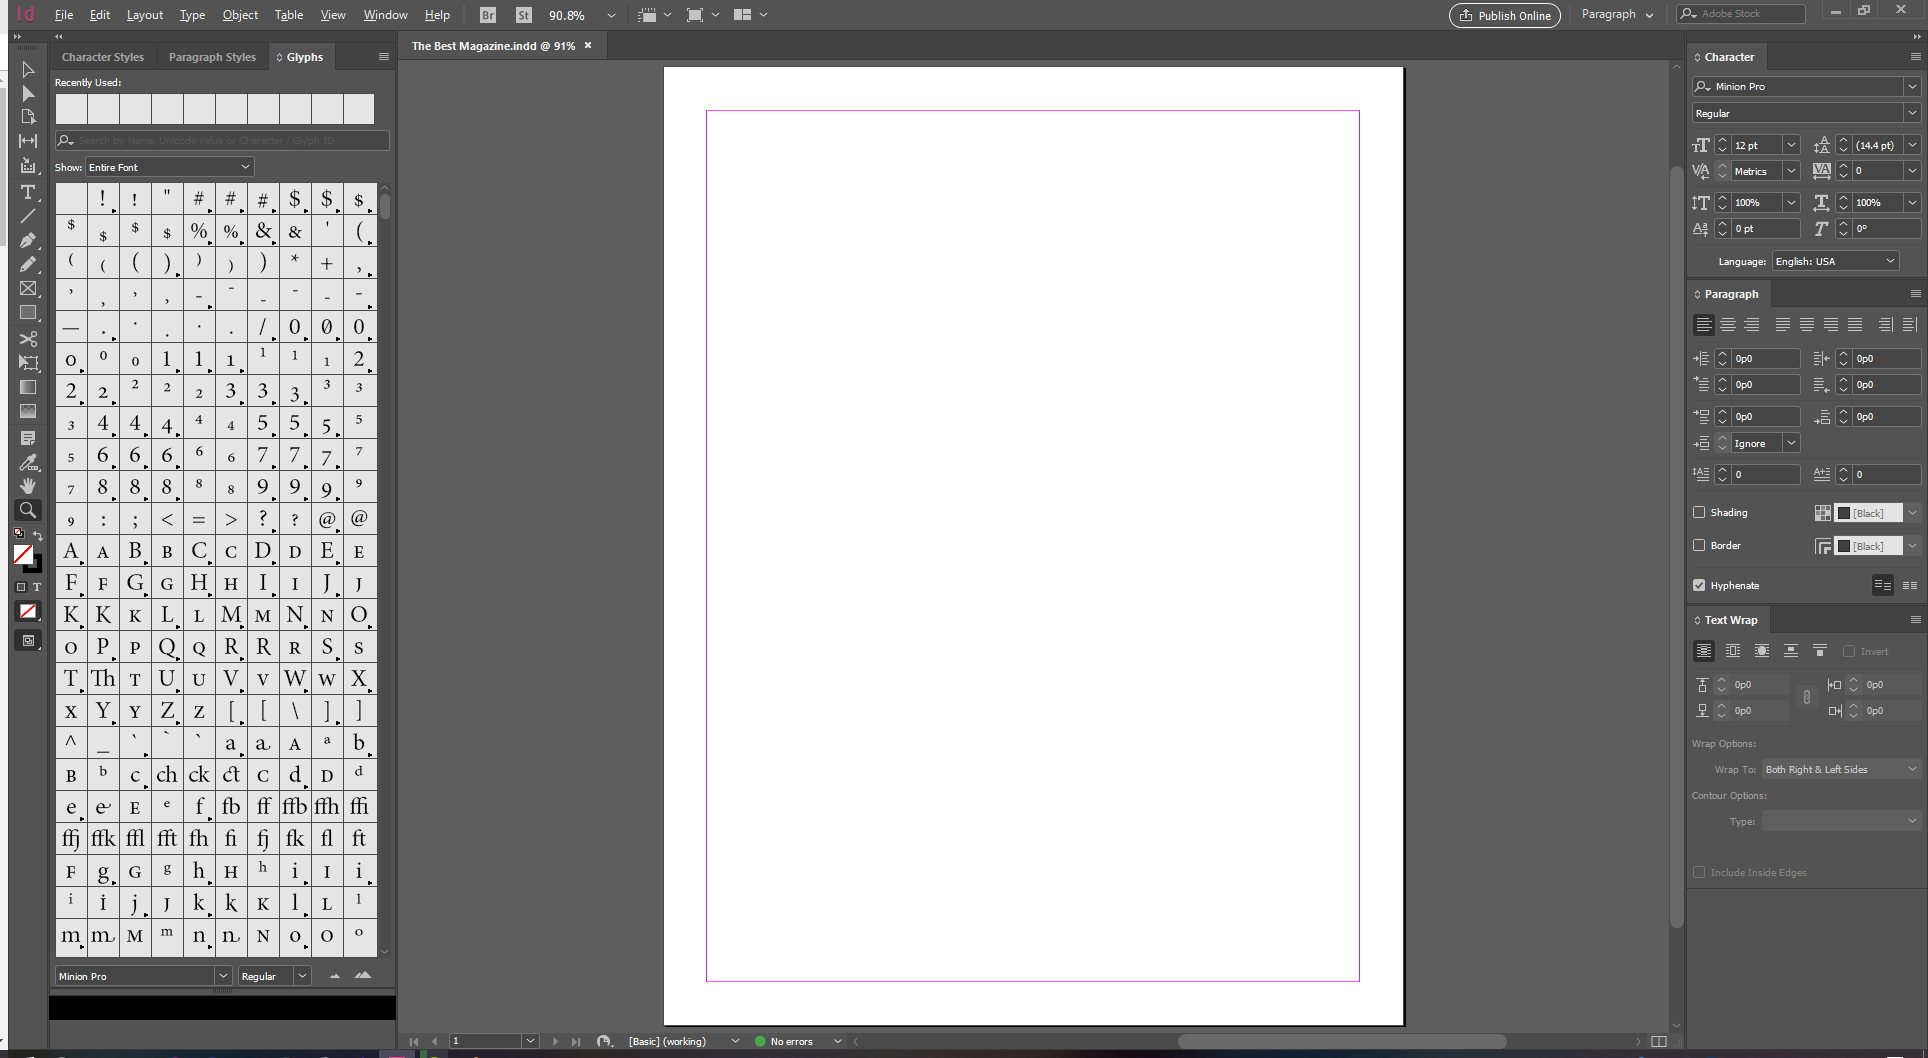 Id File Edit Layout Type Object Table View Window Help Br St 90.8% Publish Online Paragraph Adobe Stock
The Best Magazine.indd @ 91% ×
Character Styles Paragraph Styles Glyphs
Recently Used:
Search by Name, Unicode value or Character / Glyph ID
Show: Entire Font
! ! " # # # $ $ $
$ $ $ $ % % & & ' (
( ( ( ) ) ) ) * + ,
— . · . · . / 0 0 0
o 0 0 1 1 1 1 1 1 2
2 2 2 2 2 3 3 3 3 3
3 4 4 4 4 4 5 5 5 5
5 6 6 6 6 6 7 7 7 7
7 8 8 8 8 8 9 9 9 9
9 : ; < = > ? ? @ @
A A B B C C D D E E
F F G G H H I I J J
K K K L L M M N N O
O P P Q Q R R R S S
T Th T U U V V W W X
X Y Y Z Z [ [ \ ] ]
^ _ ` ` ` a a A a b
B b c ch ck ct C d D d
e e E e f fb ff ffb ffh ffi
ffj ffk ffl fft fh fi fj fk fl ft
F g G g h H h i I i
i i j J k k K l L l
m m M m n n N o O o
Minion Pro Regular
1 [Basic] (working) No errors
Character
Minion Pro
Regular
12 pt (14.4 pt)
Metrics 0
100% 100%
0 pt 0°
Language: English: USA
Paragraph
0p0 0p0
0p0 0p0
0p0 0p0
Ignore
0 0
Shading [Black]
Border [Black]
Hyphenate
Text Wrap
Invert
0p0 0p0
0p0 0p0
Wrap Options:
Wrap To: Both Right & Left Sides
Contour Options:
Type:
Include Inside Edges